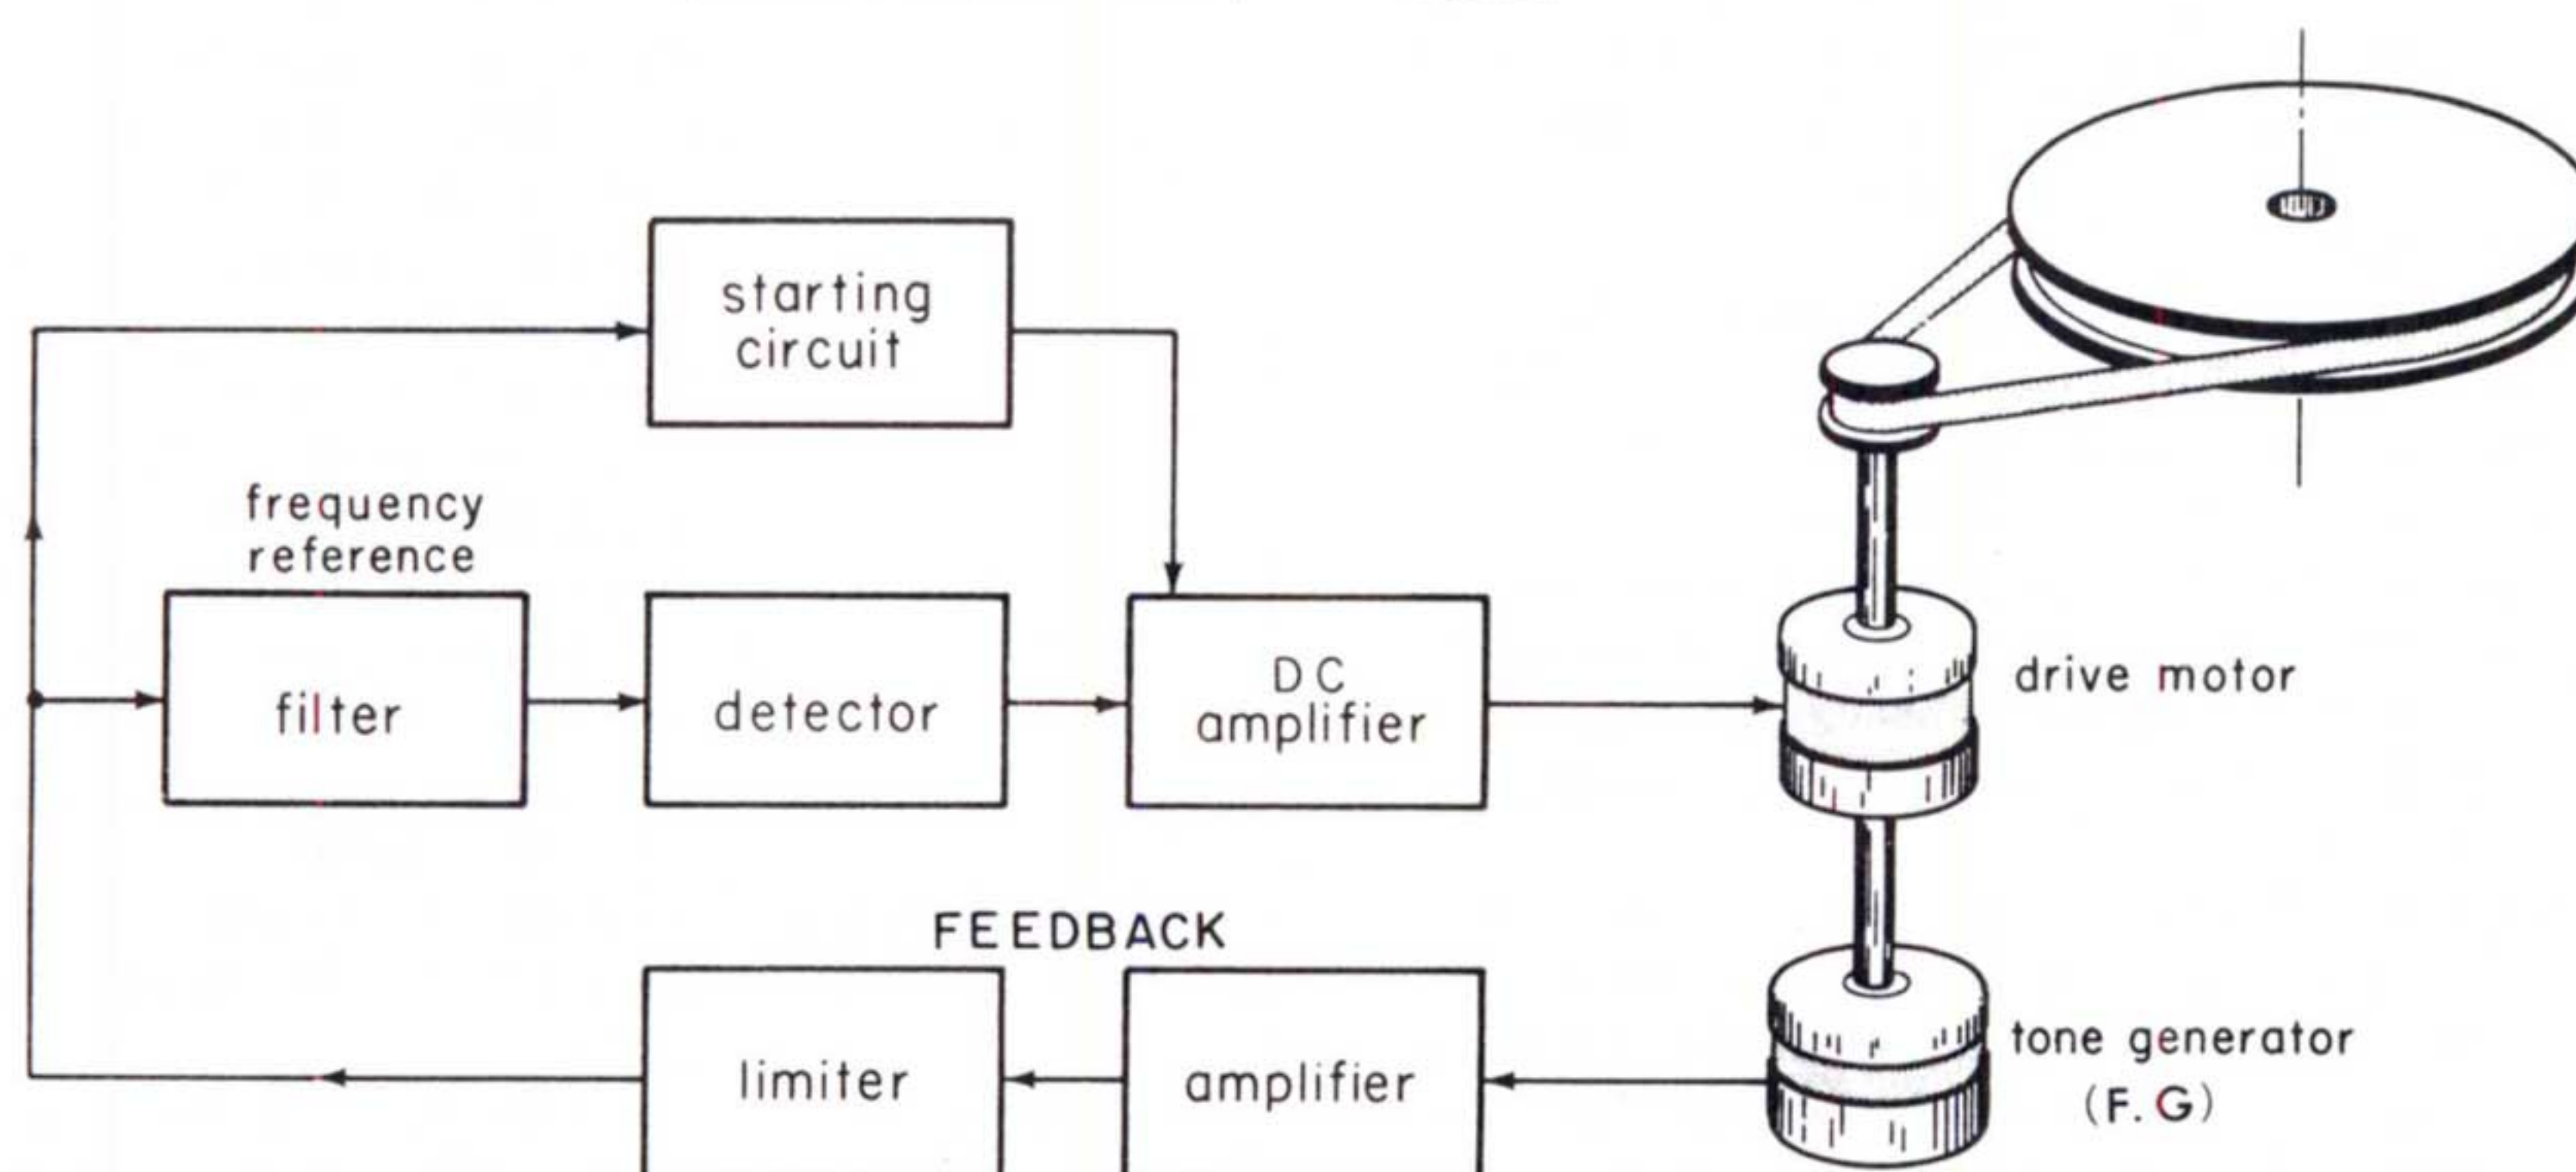 starting
circuit
frequency
reference
filter
detector
DC
amplifier
drive motor
FEEDBACK
limiter
amplifier
tone generator
(F.G)